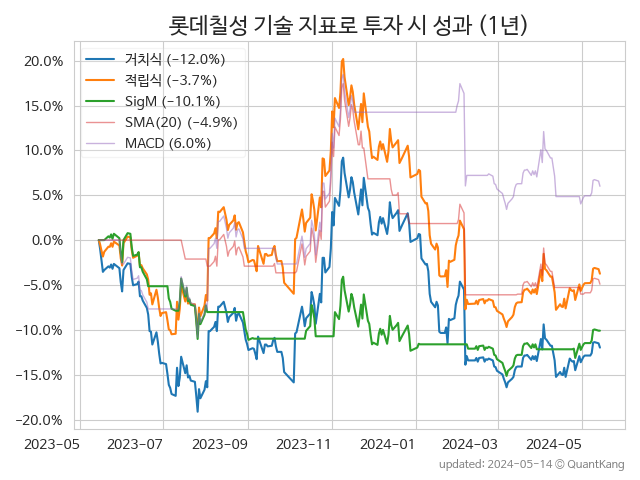 롯데칠성 기술 지표로 투자 시 성과 (1년)
거치식 (−12.0%)
적립식 (−3.7%)
SigM (−10.1%)
SMA(20) (−4.9%)
MACD (6.0%)
20.0%
15.0%
10.0%
5.0%
0.0%
−5.0%
−10.0%
−15.0%
−20.0%
2023−05 2023−07 2023−09 2023−11 2024−01 2024−03 2024−05
updated: 2024−05−14 © QuantKang